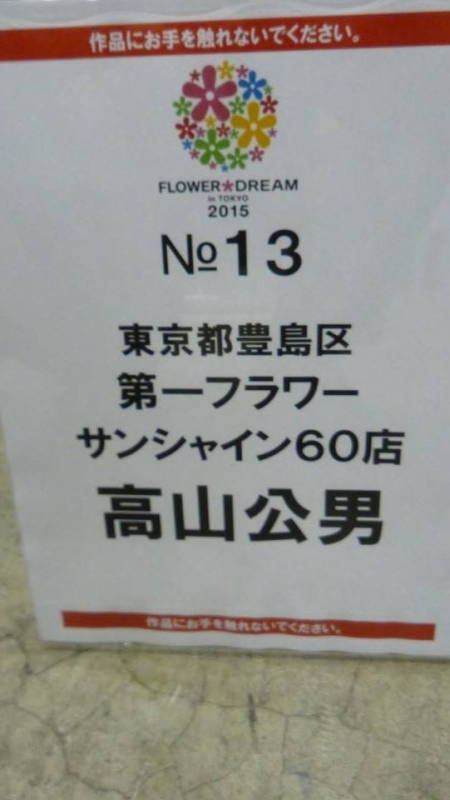 作品にお手を触れないでください。
FLOWER★DREAM
in TOKYO
2015
№13
東京都豊島区
第一フラワー
サンシャイン60店
高山公男
作品にお手を触れないでください。